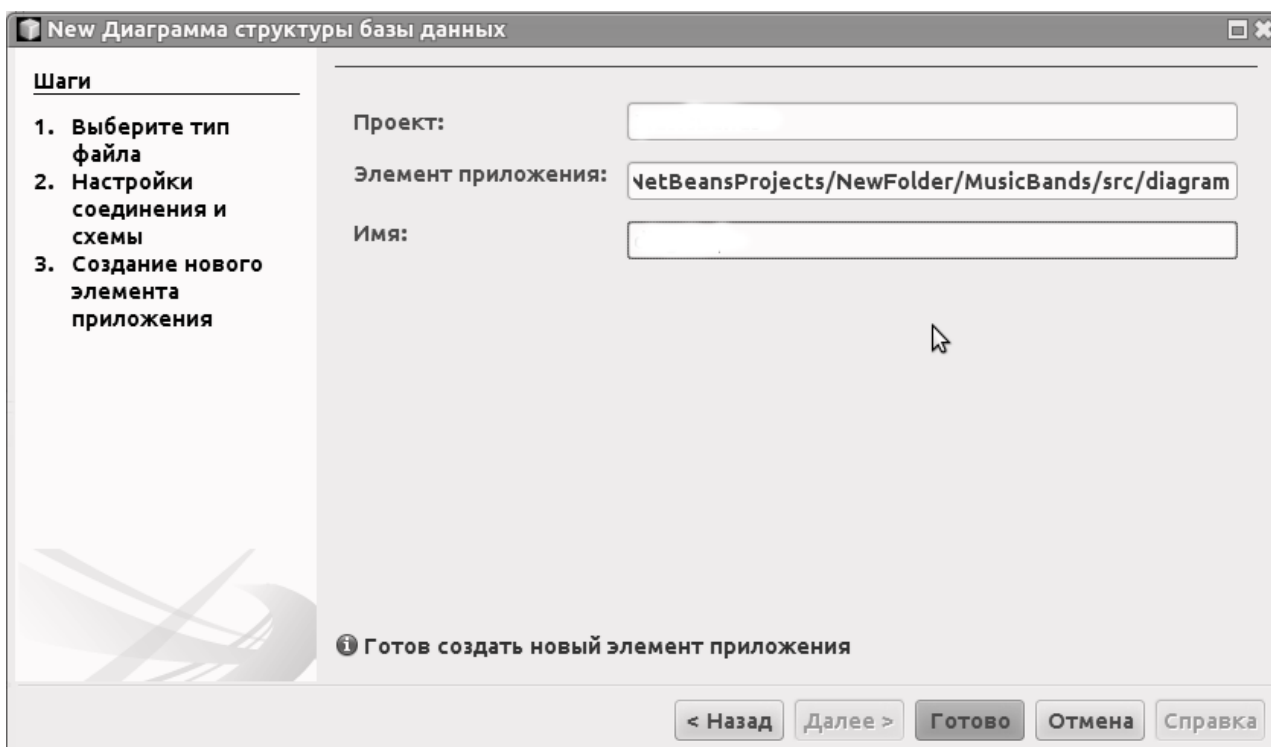 New Диаграмма структуры базы данных
Шаги
1. Выберите тип
файла
2. Настройки
соединения и
схемы
3. Создание нового
элемента
приложения
Проект:
Элемент приложения: NetBeansProjects/NewFolder/MusicBands/src/diagram
Имя:
Готов создать новый элемент приложения
< Назад Далее > Готово Отмена Справка